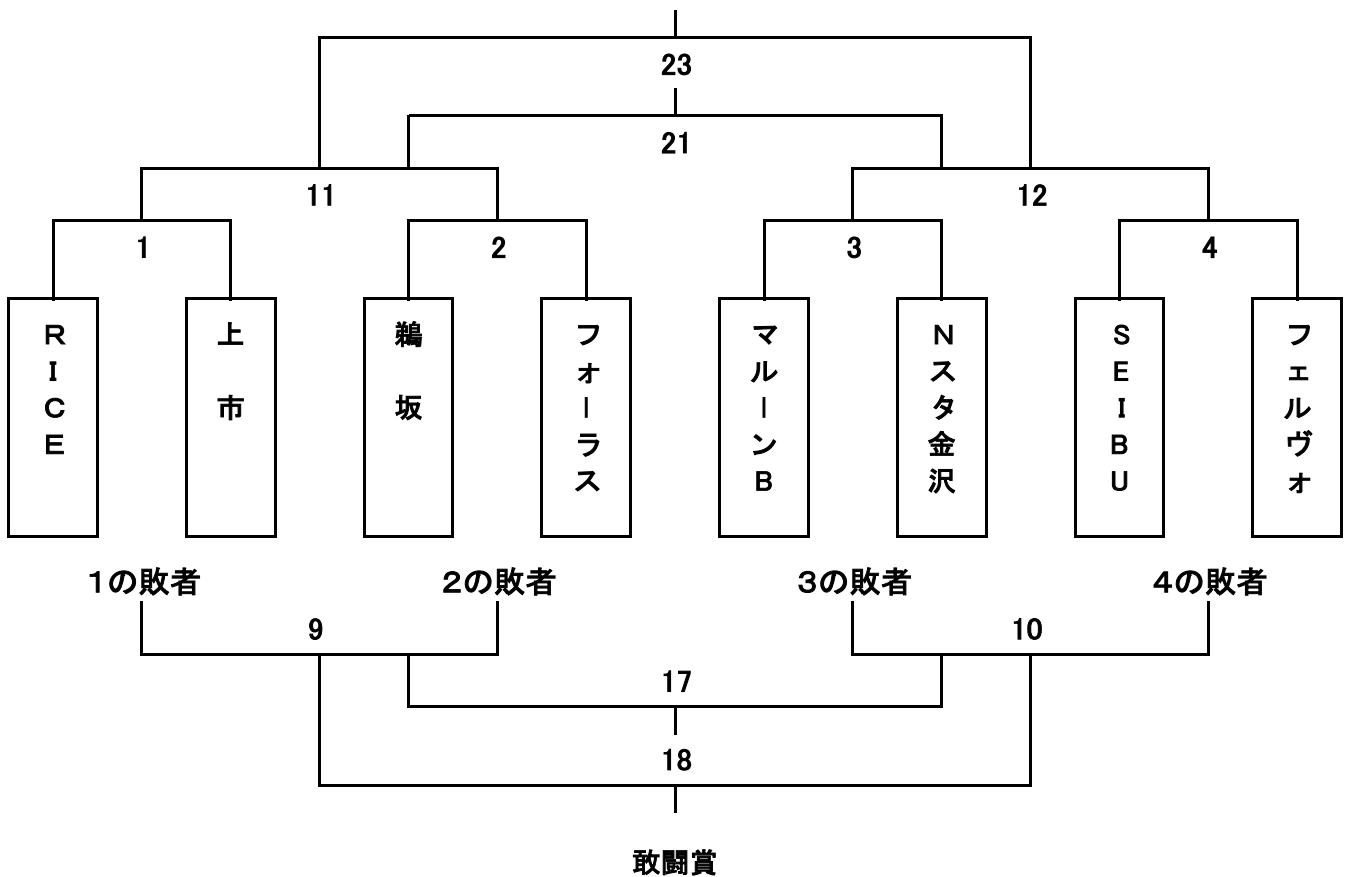 23
21
11
12
1
2
3
4
RICE
上市
鵜坂
フォーラス
マルーンB
Nスタ金沢
SEIBU
フェルヴォ
1の敗者
2の敗者
3の敗者
4の敗者
9
10
17
18
敢闘賞